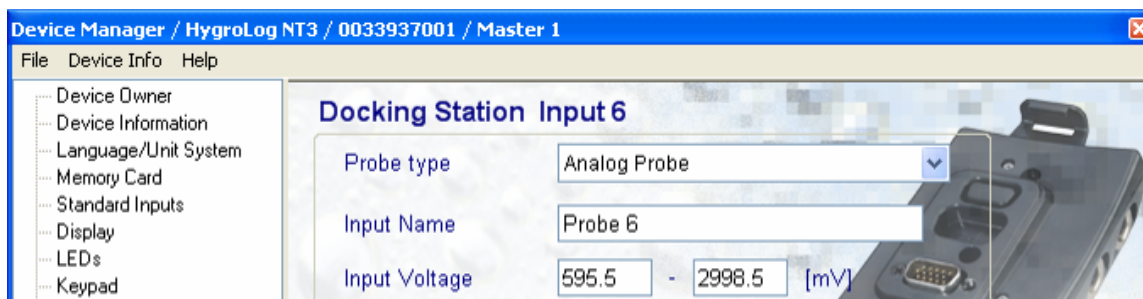 Device Manager / HygroLog NT3 / 0033937001 / Master 1
File Device Info Help
Device Owner
Device Information
Language/Unit System
Memory Card
Standard Inputs
Display
LEDs
Keypad
Docking Station Input 6
Probe type Analog Probe
Input Name Probe 6
Input Voltage 595.5 - 2998.5 [mV]